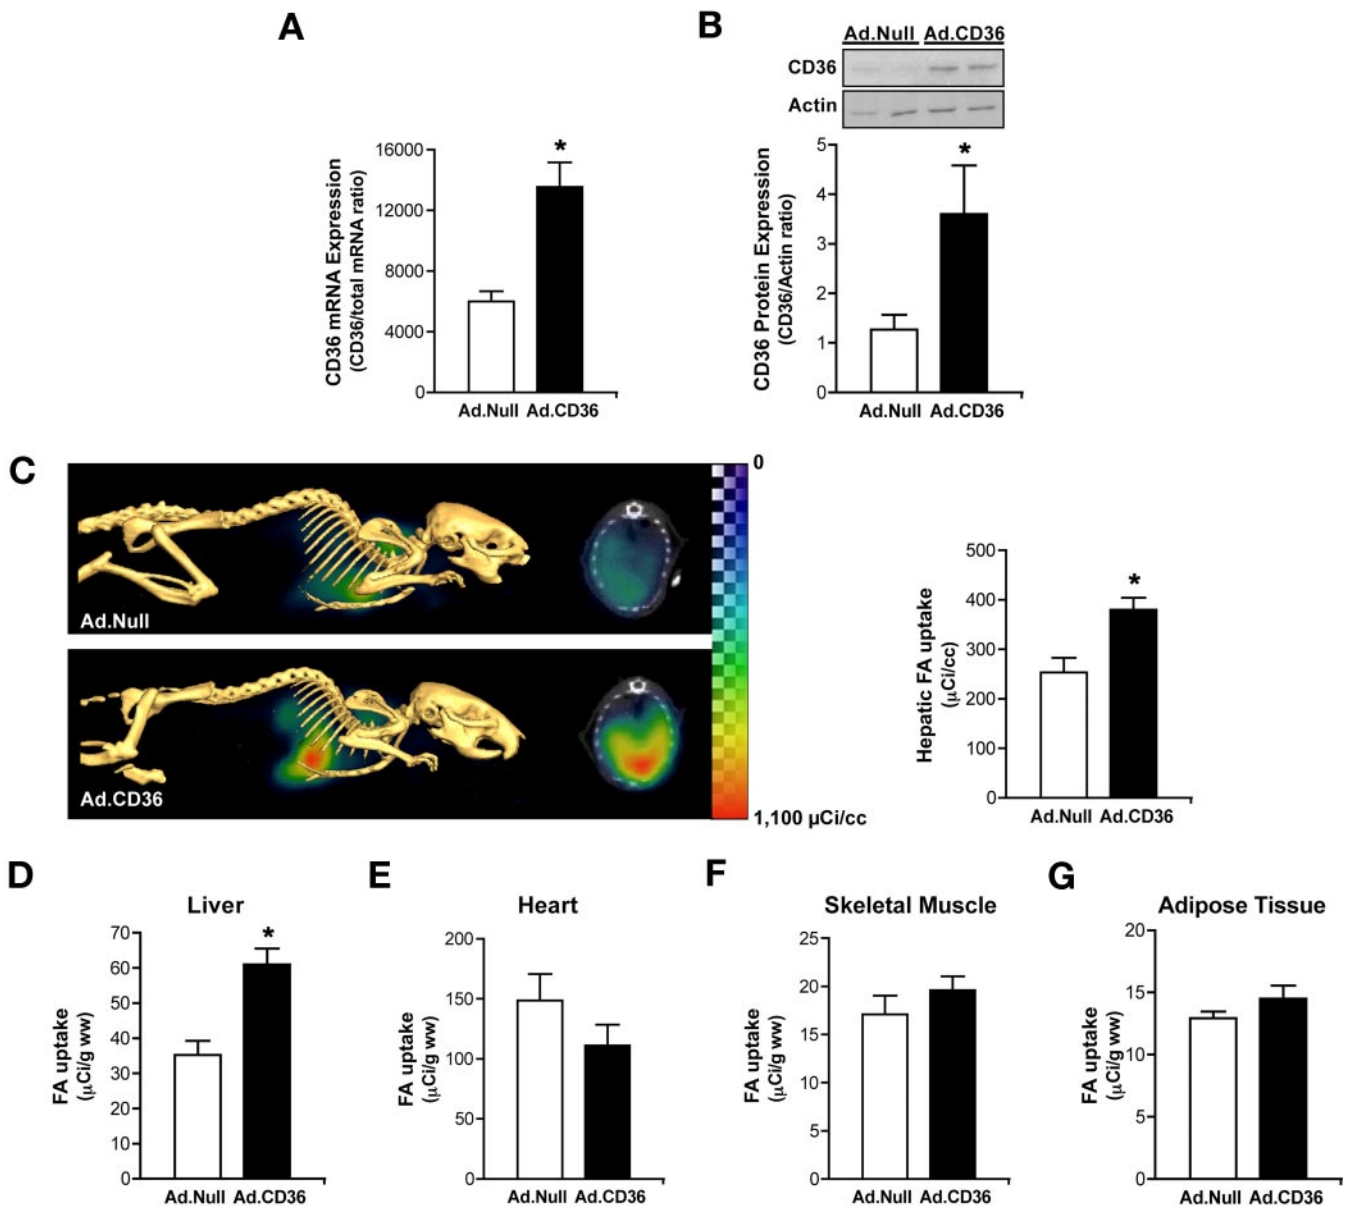 A
CD36 mRNA Expression
(CD36/total mRNA ratio)
16000
12000
8000
4000
0
*
Ad.Null Ad.CD36
B
Ad.Null Ad.CD36
CD36
Actin
CD36 Protein Expression
(CD36/Actin ratio)
5
4
3
2
1
0
*
Ad.Null Ad.CD36
C
Ad.Null
Ad.CD36
0
1,100 µCi/cc
Hepatic FA uptake
(µCi/cc)
500
400
300
200
100
0
*
Ad.Null Ad.CD36
D
Liver
FA uptake
(µCi/g ww)
70
60
50
40
30
20
10
0
*
Ad.Null Ad.CD36
E
Heart
FA uptake
(µCi/g ww)
200
150
100
50
0
Ad.Null Ad.CD36
F
Skeletal Muscle
FA uptake
(µCi/g ww)
25
20
15
10
5
0
Ad.Null Ad.CD36
G
Adipose Tissue
FA uptake
(µCi/g ww)
20
15
10
5
0
Ad.Null Ad.CD36